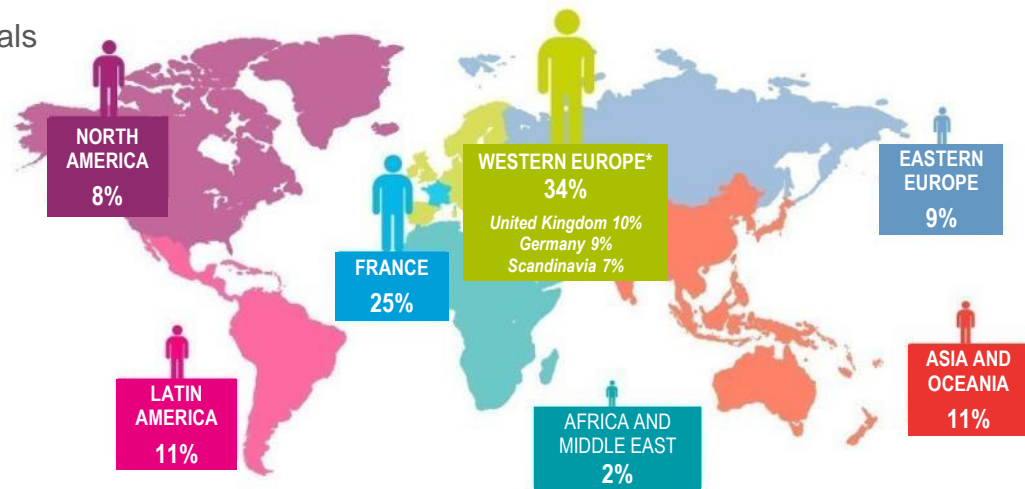 NORTH
AMERICA
8%
WESTERN EUROPE*
34%
United Kingdom 10%
Germany 9%
Scandinavia 7%
EASTERN
EUROPE
9%
FRANCE
25%
LATIN
AMERICA
11%
AFRICA AND
MIDDLE EAST
2%
ASIA AND
OCEANIA
11%